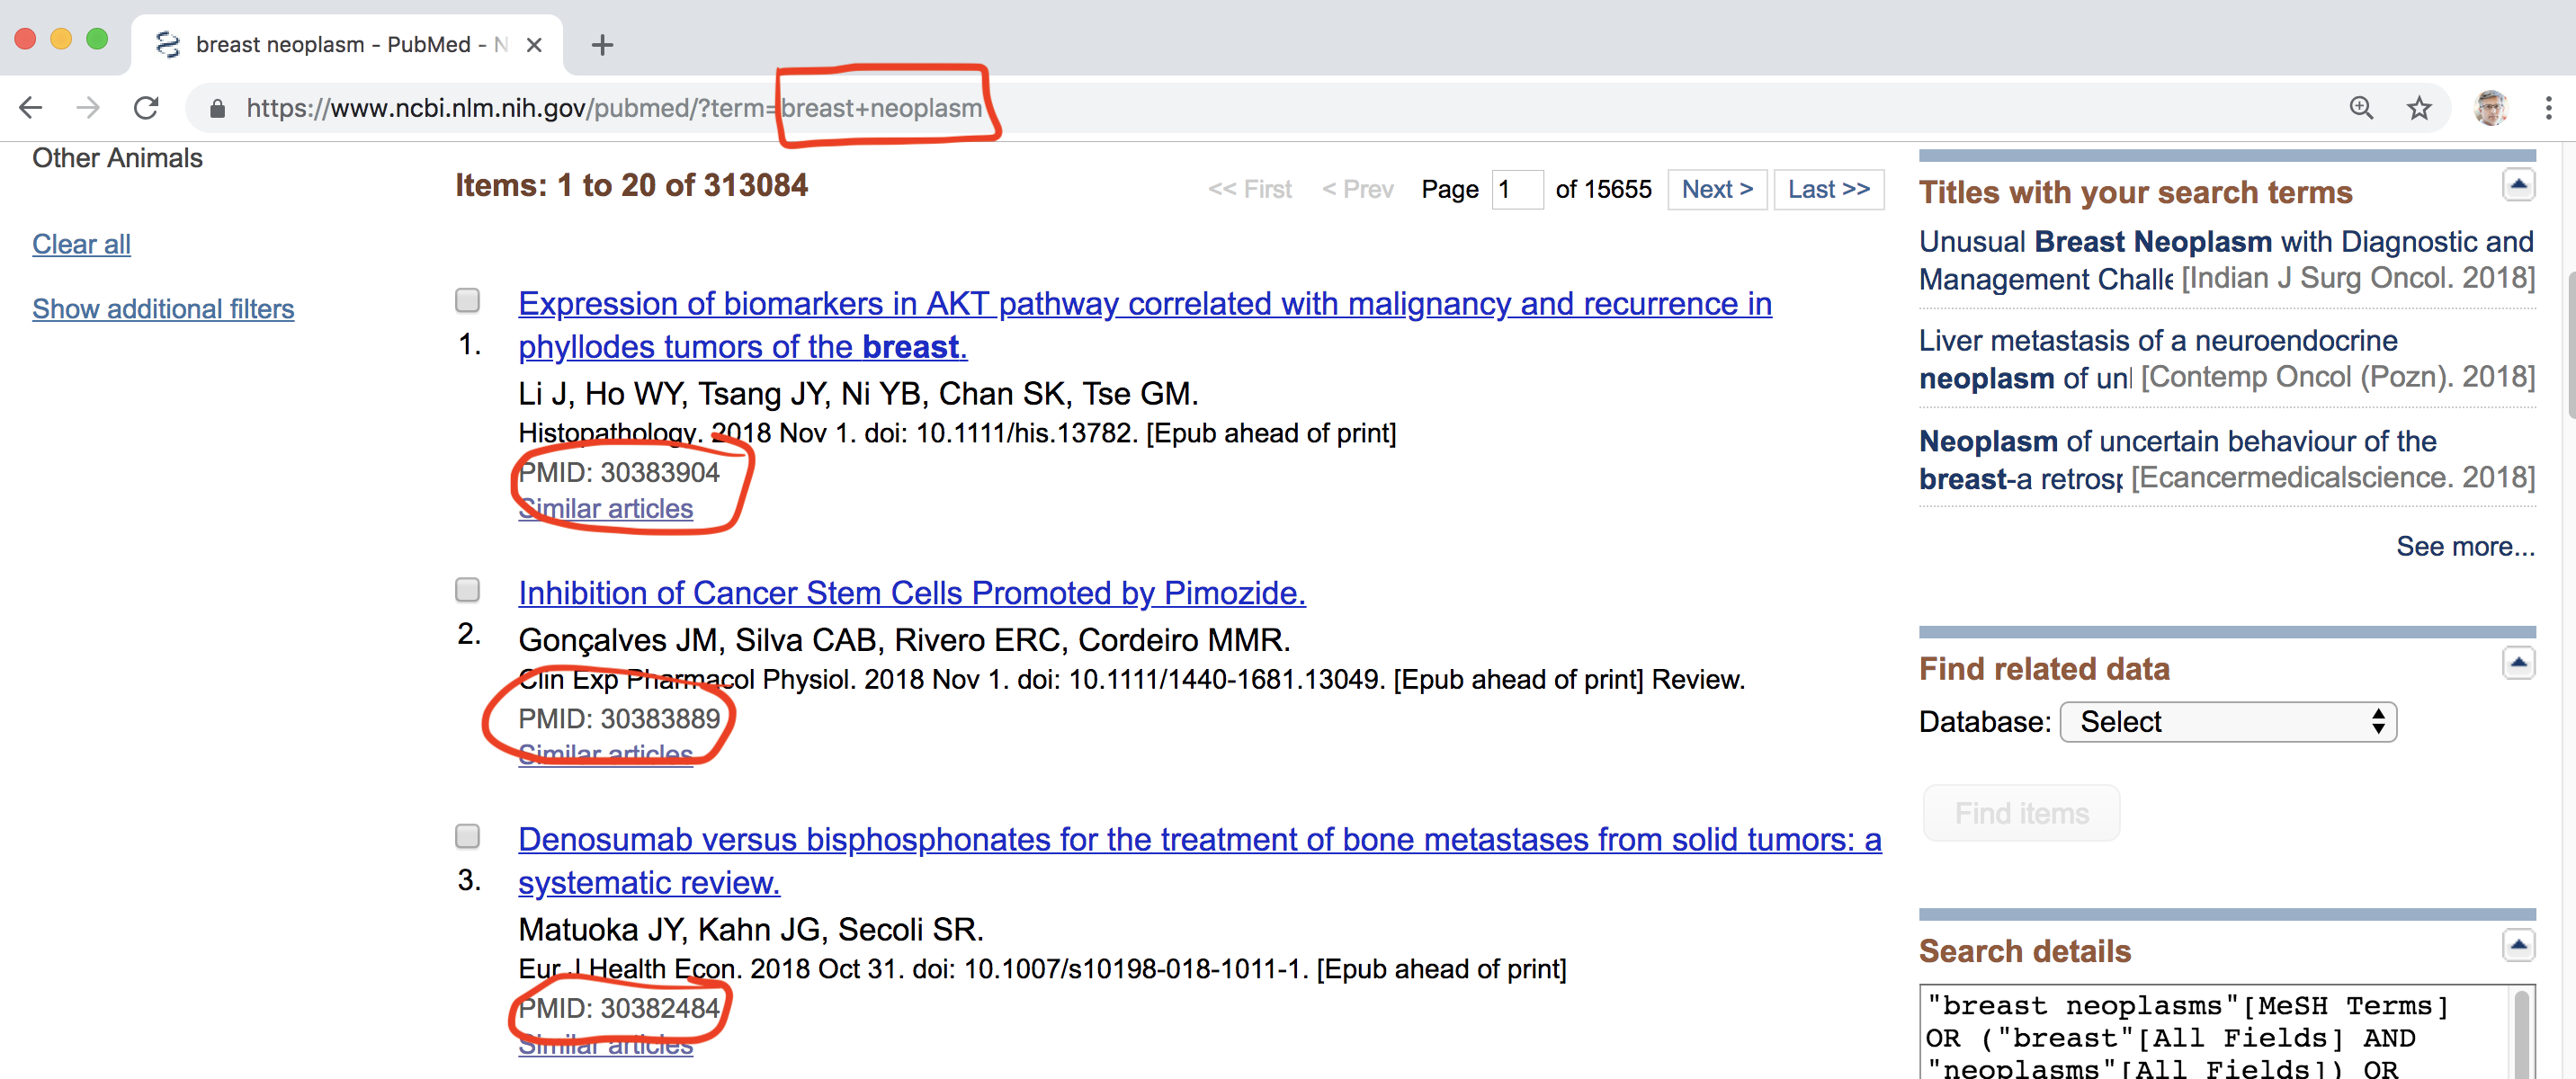 breast neoplasm - PubMed - N
https://www.ncbi.nlm.nih.gov/pubmed/?term=breast+neoplasm
Other Animals
Clear all
Show additional filters
Items: 1 to 20 of 313084
<< First < Prev Page 1 of 15655 Next > Last >>
1. Expression of biomarkers in AKT pathway correlated with malignancy and recurrence in
phyllodes tumors of the breast.
Li J, Ho WY, Tsang JY, Ni YB, Chan SK, Tse GM.
Histopathology. 2018 Nov 1. doi: 10.1111/his.13782. [Epub ahead of print]
PMID: 30383904
Similar articles
2. Inhibition of Cancer Stem Cells Promoted by Pimozide.
Gonçalves JM, Silva CAB, Rivero ERC, Cordeiro MMR.
Clin Exp Pharmacol Physiol. 2018 Nov 1. doi: 10.1111/1440-1681.13049. [Epub ahead of print] Review.
PMID: 30383889
Similar articles
3. Denosumab versus bisphosphonates for the treatment of bone metastases from solid tumors: a
systematic review.
Matuoka JY, Kahn JG, Secoli SR.
Eur J Health Econ. 2018 Oct 31. doi: 10.1007/s10198-018-1011-1. [Epub ahead of print]
PMID: 30382484
Similar articles
Titles with your search terms
Unusual Breast Neoplasm with Diagnostic and
Management Challe [Indian J Surg Oncol. 2018]
Liver metastasis of a neuroendocrine
neoplasm of unl [Contemp Oncol (Pozn). 2018]
Neoplasm of uncertain behaviour of the
breast-a retrosp [Ecancermedicalscience. 2018]
See more...
Find related data
Database: Select
Find items
Search details
"breast neoplasms"[MeSH Terms]
OR ("breast"[All Fields] AND
"neoplasms"[All Fields]) OR